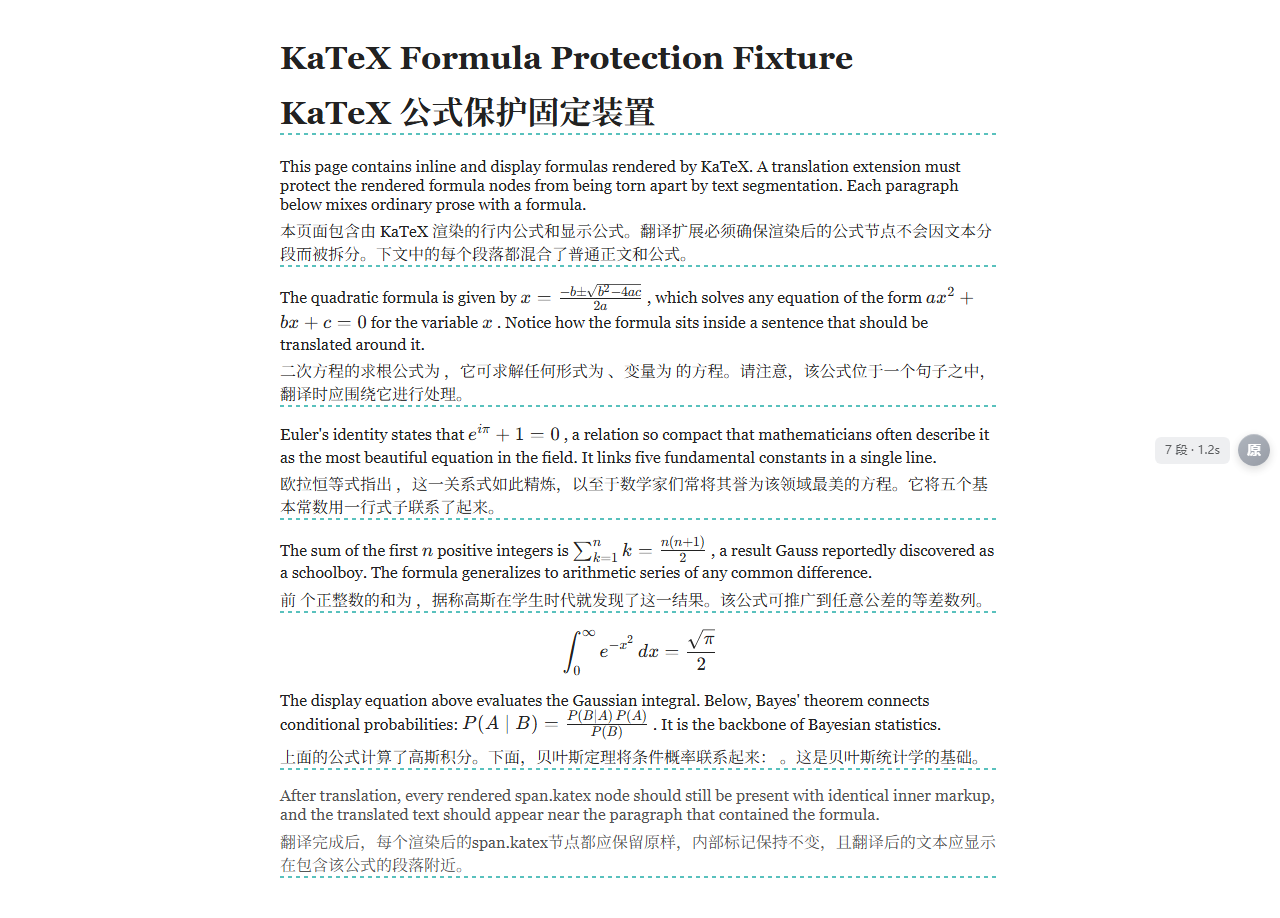 KaTeX Formula Protection Fixture
KaTeX 公式保护固定装置
This page contains inline and display formulas rendered by KaTeX. A translation extension must
protect the rendered formula nodes from being torn apart by text segmentation. Each paragraph
below mixes ordinary prose with a formula.
本页面包含由 KaTeX 渲染的行内公式和显示公式。翻译扩展必须确保渲染后的公式节点不会因文本分
段而被拆分。下文中的每个段落都混合了普通正文和公式。
The quadratic formula is given by $x = \frac{-b \pm \sqrt{b^2-4ac}}{2a}$ , which solves any equation of the form $ax^2 +$
$bx + c = 0$ for the variable $x$ . Notice how the formula sits inside a sentence that should be
translated around it.
二次方程的求根公式为 ，它可求解任何形式为 、变量为 的方程。请注意，该公式位于一个句子之中，
翻译时应围绕它进行处理。
Euler's identity states that $e^{i\pi} + 1 = 0$ , a relation so compact that mathematicians often describe it
as the most beautiful equation in the field. It links five fundamental constants in a single line.
欧拉恒等式指出 ，这一关系式如此精炼，以至于数学家们常将其誉为该领域最美的方程。它将五个基
本常数用一行式子联系了起来。
The sum of the first $n$ positive integers is $\sum_{k=1}^{n} k = \frac{n(n+1)}{2}$ , a result Gauss reportedly discovered as
a schoolboy. The formula generalizes to arithmetic series of any common difference.
前 个正整数的和为 ，据称高斯在学生时代就发现了这一结果。该公式可推广到任意公差的等差数列。
$\int_0^\infty e^{-x^2} \, dx = \frac{\sqrt{\pi}}{2}$
The display equation above evaluates the Gaussian integral. Below, Bayes' theorem connects
conditional probabilities: $P(A \mid B) = \frac{P(B|A)\,P(A)}{P(B)}$ . It is the backbone of Bayesian statistics.
上面的公式计算了高斯积分。下面，贝叶斯定理将条件概率联系起来： 。这是贝叶斯统计学的基础。
After translation, every rendered span.katex node should still be present with identical inner markup,
and the translated text should appear near the paragraph that contained the formula.
翻译完成后，每个渲染后的span.katex节点都应保留原样，内部标记保持不变，且翻译后的文本应显示
在包含该公式的段落附近。
7 段 · 1.2s
原